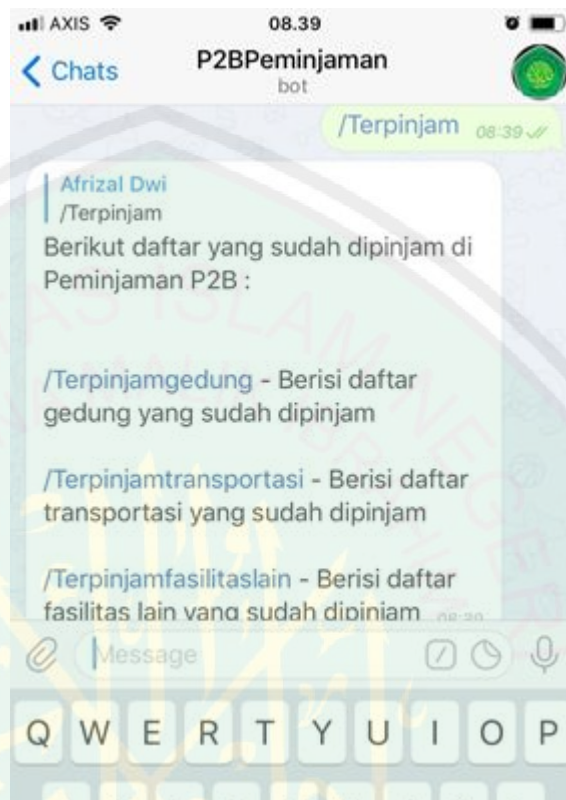 AXIS 08.39
Chats P2BPeminjaman
bot
/Terpinjam 08:39
Afrizal Dwi
/Terpinjam
Berikut daftar yang sudah dipinjam di
Peminjaman P2B :
/Terpinjamgedung - Berisi daftar
gedung yang sudah dipinjam
/Terpinjamtransportasi - Berisi daftar
transportasi yang sudah dipinjam
/Terpinjamfasilitaslain - Berisi daftar
fasilitas lain yang sudah dipinjam 08:39
Message
Q W E R T Y U I O P